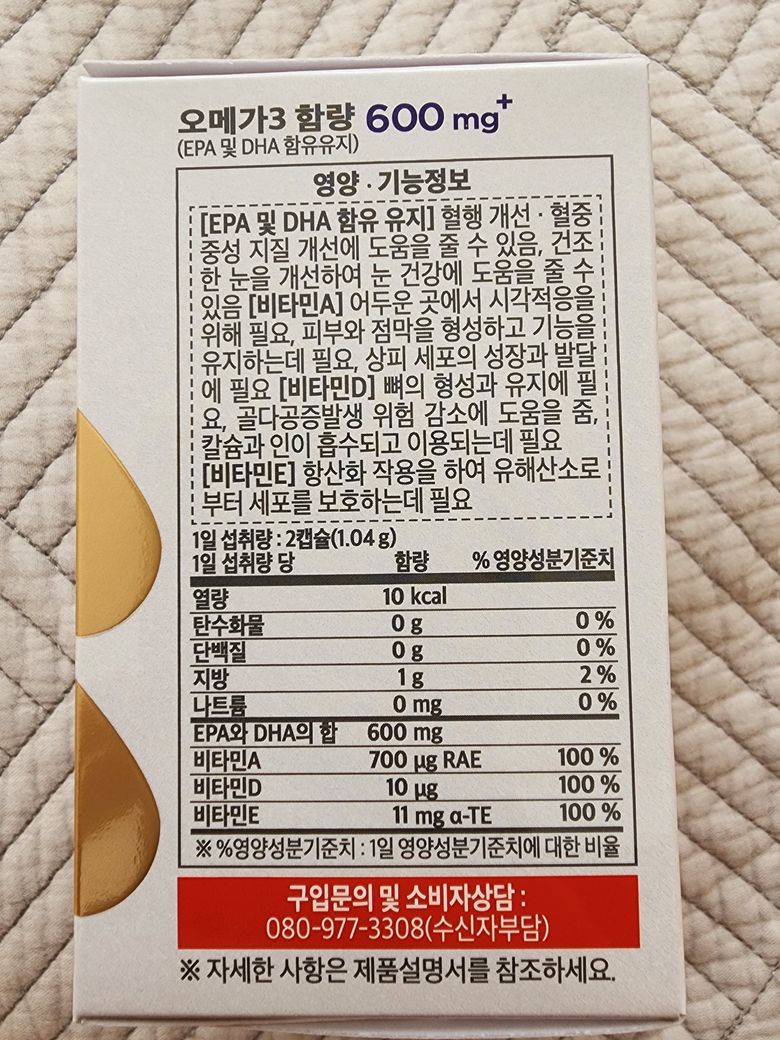 오메가3 함량 600 mg+
(EPA 및 DHA 함유유지)
영양 · 기능정보
[EPA 및 DHA 함유 유지] 혈행 개선 · 혈중
중성 지질 개선에 도움을 줄 수 있음, 건조
한 눈을 개선하여 눈 건강에 도움을 줄 수
있음 [비타민A] 어두운 곳에서 시각적응을
위해 필요, 피부와 점막을 형성하고 기능을
유지하는데 필요, 상피 세포의 성장과 발달
에 필요 [비타민D] 뼈의 형성과 유지에 필
요, 골다공증발생 위험 감소에 도움을 줌,
칼슘과 인이 흡수되고 이용되는데 필요
[비타민E] 항산화 작용을 하여 유해산소로
부터 세포를 보호하는데 필요
1일 섭취량 : 2캡슐(1.04 g)
1일 섭취량 당 함량 % 영양성분기준치
열량 10 kcal
탄수화물 0 g 0 %
단백질 0 g 0 %
지방 1 g 2 %
나트륨 0 mg 0 %
EPA와 DHA의 합 600 mg
비타민A 700 µg RAE 100 %
비타민D 10 µg 100 %
비타민E 11 mg α-TE 100 %
※ %영양성분기준치 : 1일 영양성분기준치에 대한 비율
구입문의 및 소비자상담 :
080-977-3308(수신자부담)
※ 자세한 사항은 제품설명서를 참조하세요.